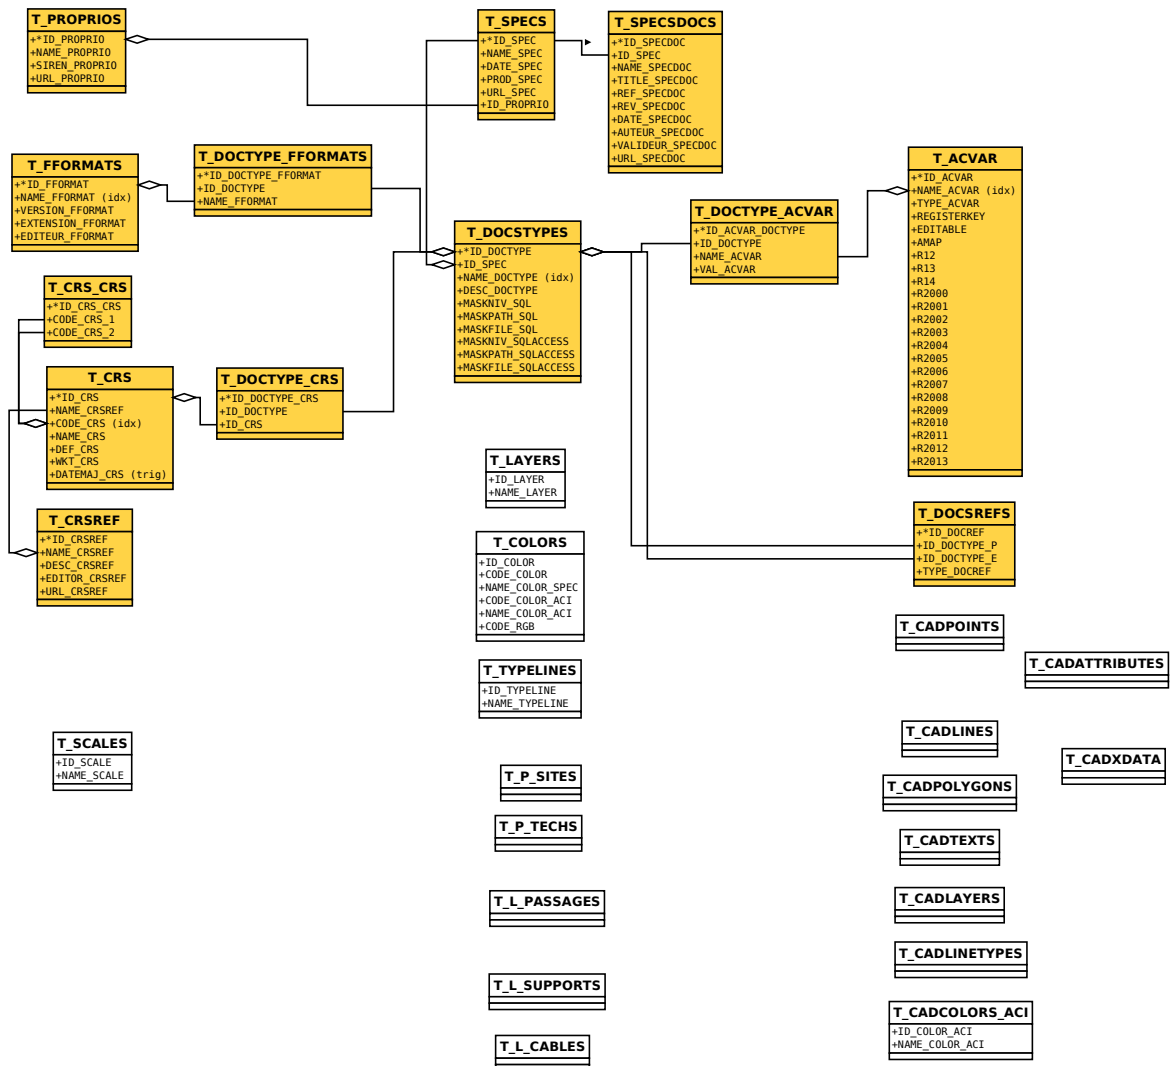 T_PROPRIOS
+*ID_PROPRIO
+NAME_PROPRIO
+SIREN_PROPRIO
+URL_PROPRIO
T_SPECS
+*ID_SPEC
+NAME_SPEC
+DATE_SPEC
+PROD_SPEC
+URL_SPEC
+ID_PROPRIO
T_SPECSDOCS
+*ID_SPECDOC
+ID_SPEC
+NAME_SPECDOC
+TITLE_SPECDOC
+REF_SPECDOC
+REV_SPECDOC
+DATE_SPECDOC
+AUTEUR_SPECDOC
+VALIDEUR_SPECDOC
+URL_SPECDOC
T_FFORMATS
+*ID_FFORMAT
+NAME_FFORMAT (idx)
+VERSION_FFORMAT
+EXTENSION_FFORMAT
+EDITEUR_FFORMAT
T_DOCTYPE_FFORMATS
+*ID_DOCTYPE_FFORMAT
+ID_DOCTYPE
+NAME_FFORMAT
T_DOCSTYPES
+*ID_DOCTYPE
+ID_SPEC
+NAME_DOCTYPE (idx)
+DESC_DOCTYPE
+MASKNIV_SQL
+MASKPATH_SQL
+MASKFILE_SQL
+MASKNIV_SQLACCESS
+MASKPATH_SQLACCESS
+MASKFILE_SQLACCESS
T_DOCTYPE_ACVAR
+*ID_ACVAR_DOCTYPE
+ID_DOCTYPE
+NAME_ACVAR
+VAL_ACVAR
T_ACVAR
+*ID_ACVAR
+NAME_ACVAR (idx)
+TYPE_ACVAR
+REGISTERKEY
+EDITABLE
+AMAP
+R12
+R13
+R14
+R2000
+R2001
+R2002
+R2003
+R2004
+R2005
+R2006
+R2007
+R2008
+R2009
+R2010
+R2011
+R2012
+R2013
T_CRS_CRS
+*ID_CRS_CRS
+CODE_CRS_1
+CODE_CRS_2
T_CRS
+*ID_CRS
+NAME_CRSREF
+CODE_CRS (idx)
+NAME_CRS
+DEF_CRS
+WKT_CRS
+DATEMAJ_CRS (trig)
T_DOCTYPE_CRS
+*ID_DOCTYPE_CRS
+ID_DOCTYPE
+ID_CRS
T_CRSREF
+*ID_CRSREF
+NAME_CRSREF
+DESC_CRSREF
+EDITOR_CRSREF
+URL_CRSREF
T_LAYERS
+ID_LAYER
+NAME_LAYER
T_COLORS
+ID_COLOR
+CODE_COLOR
+NAME_COLOR_SPEC
+CODE_COLOR_ACI
+NAME_COLOR_ACI
+CODE_RGB
T_TYPELINES
+ID_TYPELINE
+NAME_TYPELINE
T_DOCSREFS
+*ID_DOCREF
+ID_DOCTYPE_P
+ID_DOCTYPE_E
+TYPE_DOCREF
T_CADPOINTS
T_CADATTRIBUTES
T_SCALES
+ID_SCALE
+NAME_SCALE
T_P_SITES
T_P_TECHS
T_L_PASSAGES
T_L_SUPPORTS
T_L_CABLES
T_CADLINES
T_CADXDATA
T_CADPOLYGONS
T_CADTEXTS
T_CADLAYERS
T_CADLINETYPES
T_CADCOLORS_ACI
+ID_COLOR_ACI
+NAME_COLOR_ACI